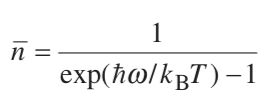 n̄ = 1 / (exp(ħω/k_BT) − 1)